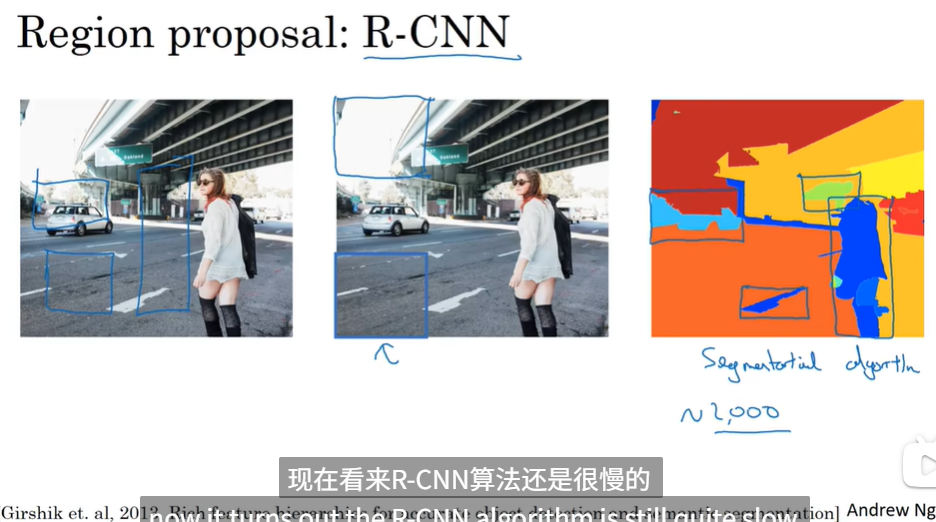 Region proposal: R-CNN
Oakland
Segmentation algorithm
~2,000
现在看来R-CNN算法还是很慢的
now it turns out the R-CNN algorithm is still quite slow
Girshik et. al, 2013, Rich feature hierarchies for accurate object detection and semantic segmentation] Andrew Ng